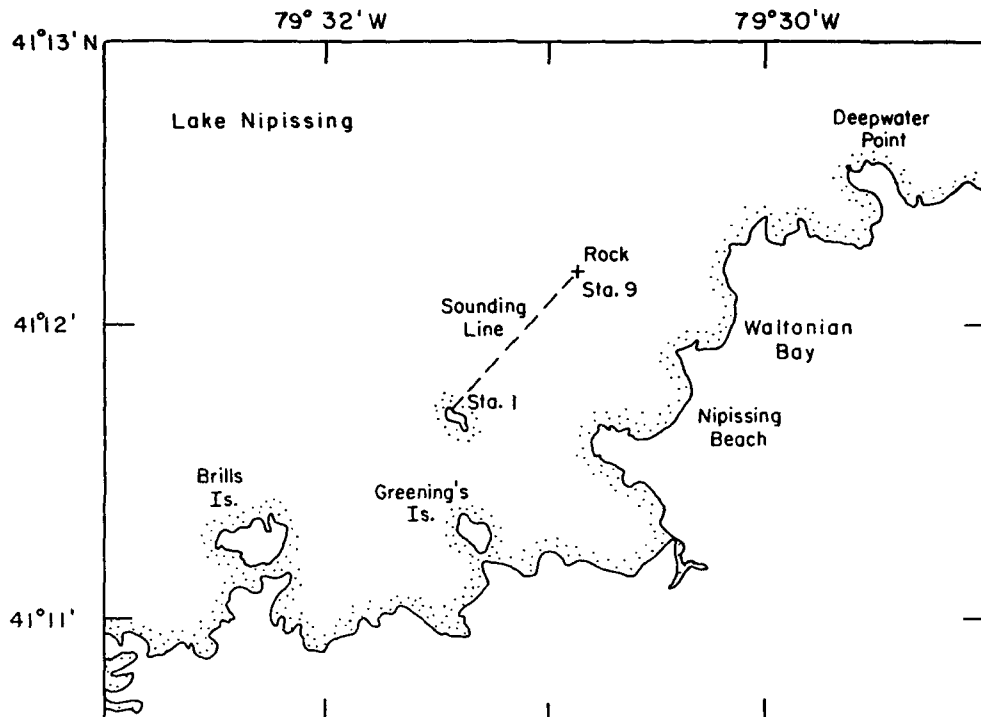 79° 32' W
79° 30' W
41° 13' N
Lake Nipissing
Deepwater
Point
Rock
Sta. 9
Sounding
Line
41° 12'
Waltonian
Bay
Sta. 1
Nipissing
Beach
Brills
Is.
Greening's
Is.
41° 11'